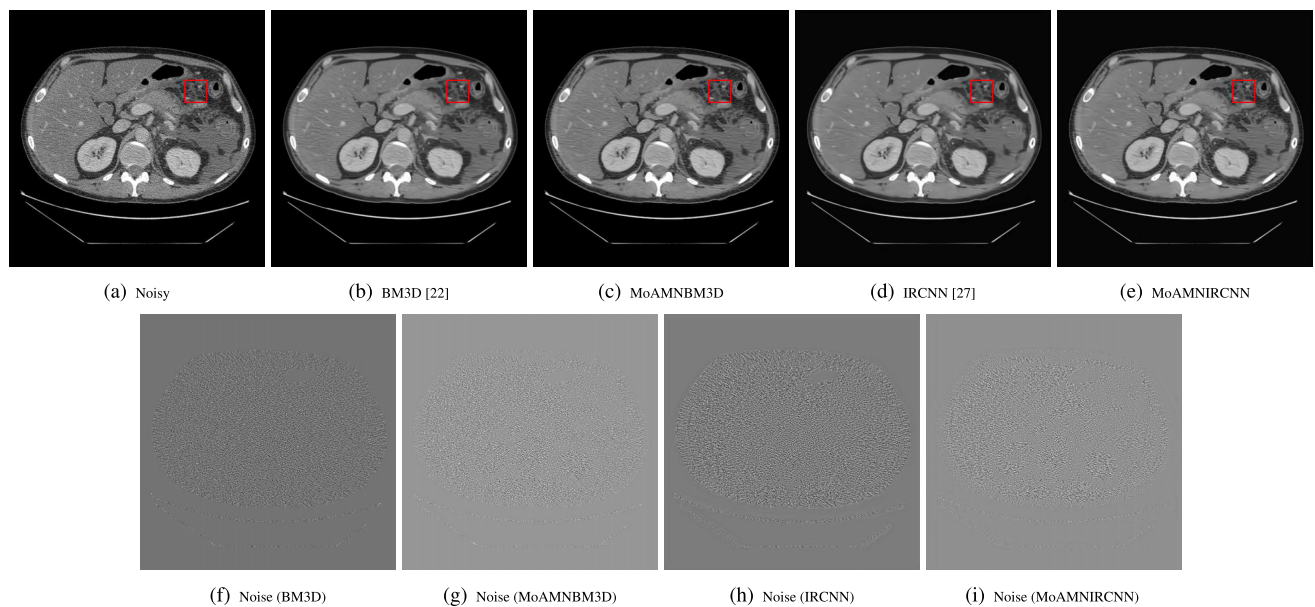 (a) Noisy
(b) BM3D [22]
(c) MoAMNBM3D
(d) IRCNN [27]
(e) MoAMNIRCNN
(f) Noise (BM3D)
(g) Noise (MoAMNBM3D)
(h) Noise (IRCNN)
(i) Noise (MoAMNIRCNN)